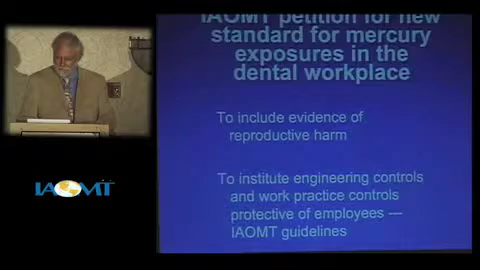 IAOMT petition for new
standard for mercury
exposures in the
dental workplace
To include evidence of
reproductive harm
To institute engineering controls
and work practice controls
protective of employees ---
IAOMT guidelines
IAOMT